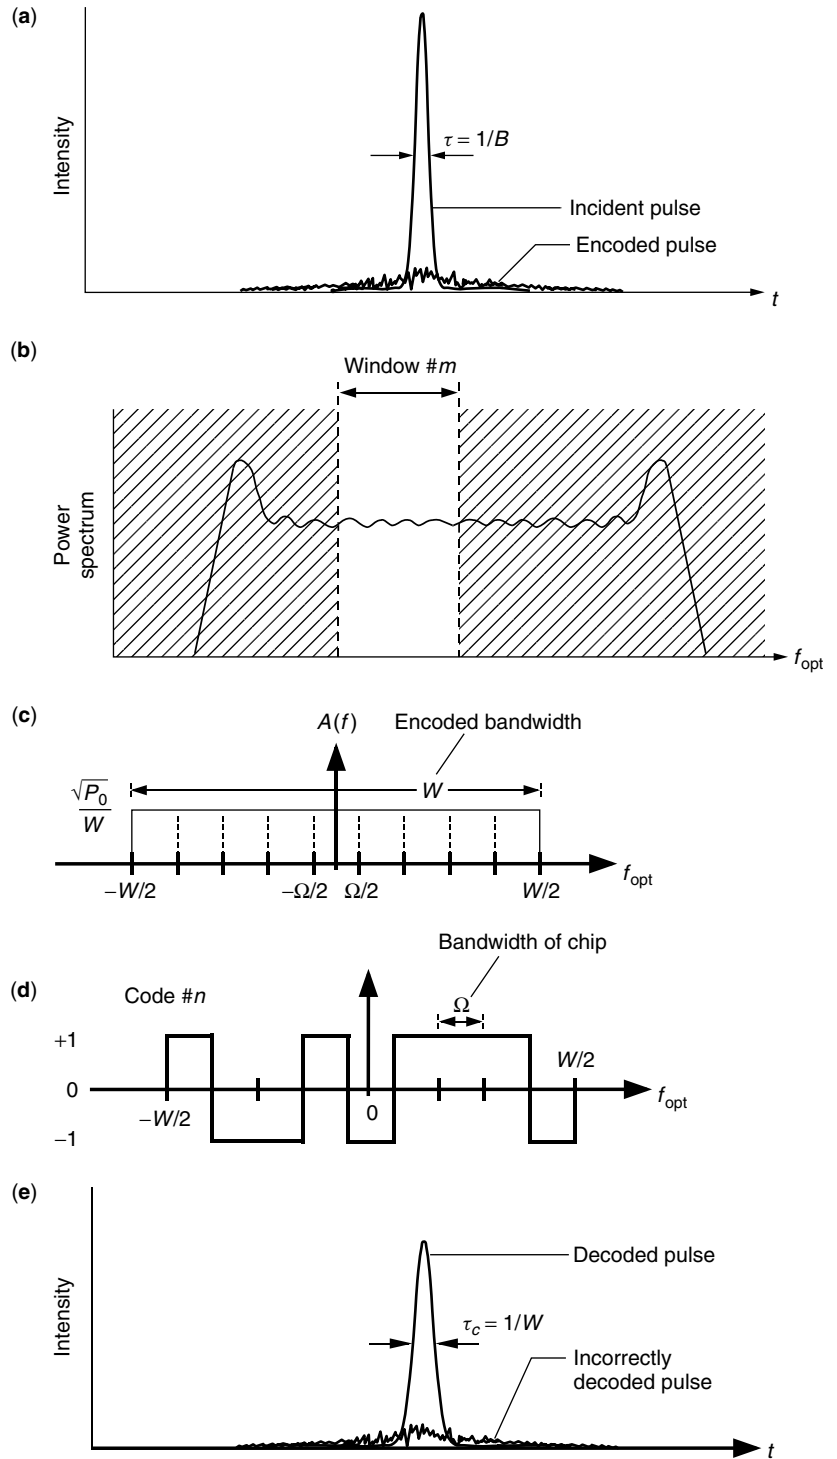 (a)
Intensity
τ = 1/B
Incident pulse
Encoded pulse
t
(b)
Window #m
Power
spectrum
f_opt
(c)
A(f)
Encoded bandwidth
√P₀
W
W
−W/2
−Ω/2
Ω/2
W/2
f_opt
Bandwidth of chip
(d)
Code #n
Ω
+1
W/2
0
f_opt
−W/2
0
−1
(e)
Intensity
Decoded pulse
τ_c = 1/W
Incorrectly
decoded pulse
t